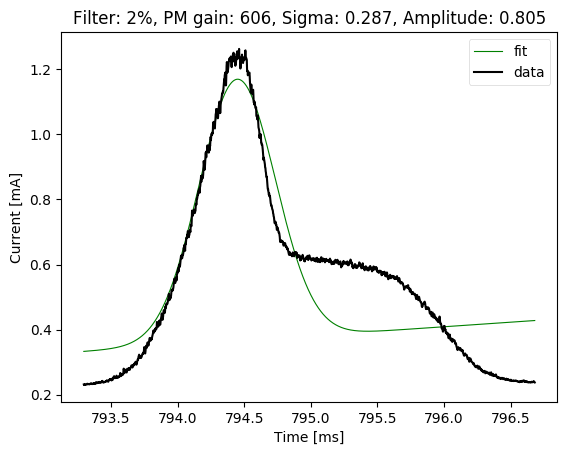 Filter: 2%, PM gain: 606, Sigma: 0.287, Amplitude: 0.805
fit
data
1.2
1.0
0.8
0.6
0.4
0.2
Current [mA]
793.5 794.0 794.5 795.0 795.5 796.0 796.5
Time [ms]